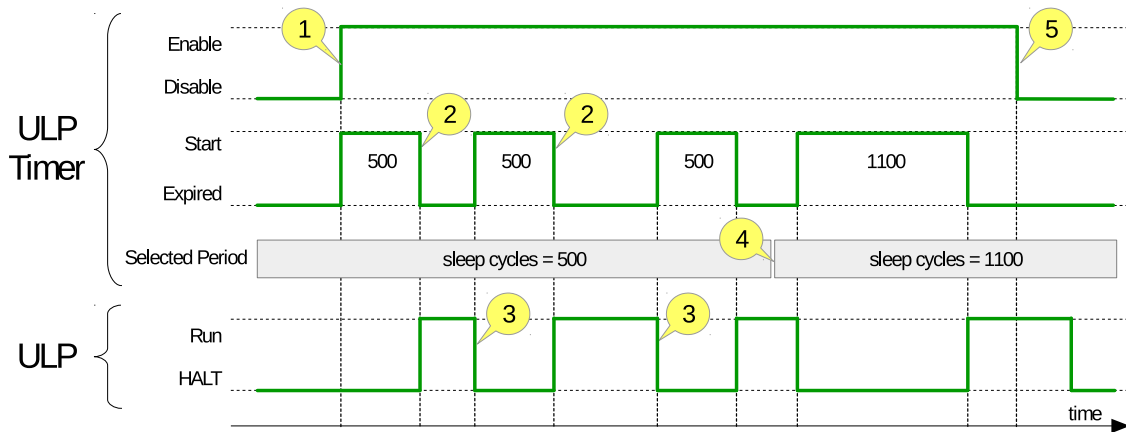 1
5
Enable
Disable
ULP
Timer
2
2
Start
500
500
500
1100
Expired
4
Selected Period
sleep cycles = 500
sleep cycles = 1100
3
3
ULP
Run
HALT
time